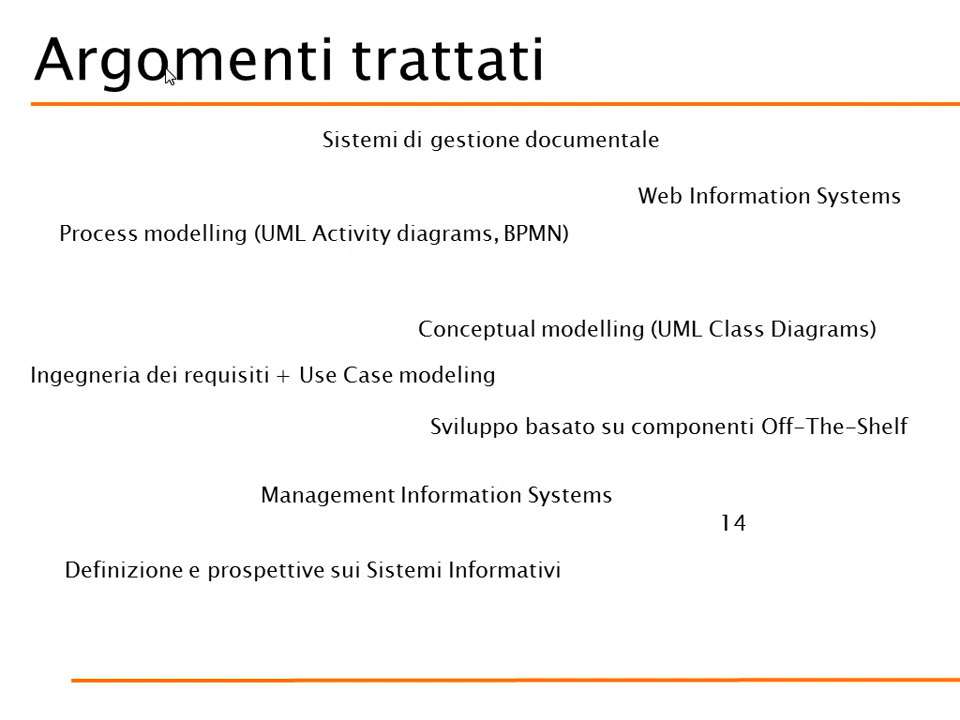 Argomenti trattati
Sistemi di gestione documentale
Web Information Systems
Process modelling (UML Activity diagrams, BPMN)
Conceptual modelling (UML Class Diagrams)
Ingegneria dei requisiti + Use Case modeling
Sviluppo basato su componenti Off-The-Shelf
Management Information Systems
14
Definizione e prospettive sui Sistemi Informativi